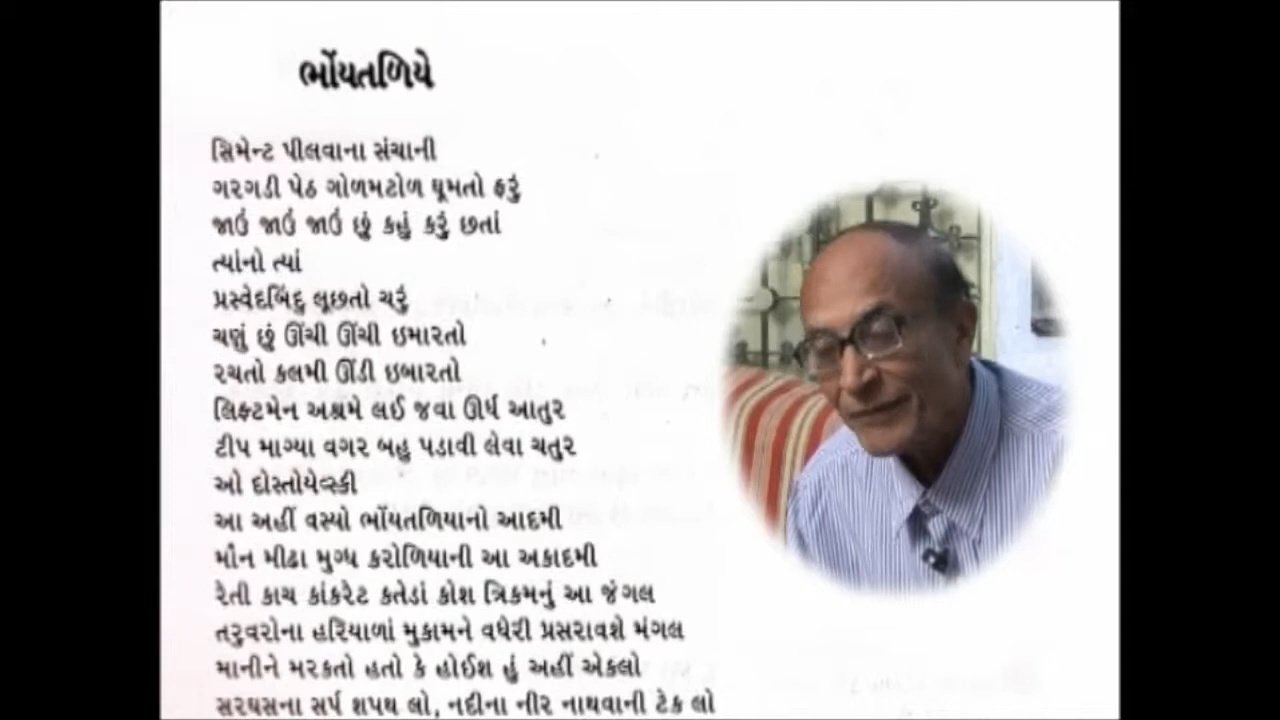 ભોંયતળિયે
સિમેન્ટ પીલવાના સંચાની
ગરગડી પેઠ ગોળમટોળ ઘૂમતો ફરું
જાઉં જાઉં જાઉં છું કહું કરું છતાં
ત્યાંનો ત્યાં
પ્રસ્વેદબિંદુ લૂછતો ચરું
ચણું છું ઊંચી ઊંચી ઇમારતો
રચતો કલમી ઊંડી ઇબારતો
લિફ્ટમેન અશ્રમે લઈ જવા ઊર્ધ આતુર
ટીપ માગ્યા વગર બહુ પડાવી લેવા ચતુર
ઓ દોસ્તોયેવ્સ્કી
આ અહીં વસ્યો ભોંયતળિયાનો આદમી
મૌન મીઢા મુગ્ધ કરોળિયાની આ અકાદમી
રેતી કાચ કાંકરેટ કતેડાં કોશ ત્રિકમનું આ જંગલ
તરુવરોના હરિયાળાં મુકામને વધેરી પ્રસરાવશે મંગલ
માનીને મરકતો હતો કે હોઈશ હું અહીં એકલો
સરયસના સર્પ શપથ લો, નદીના નીર નાથવાની ટેક લો